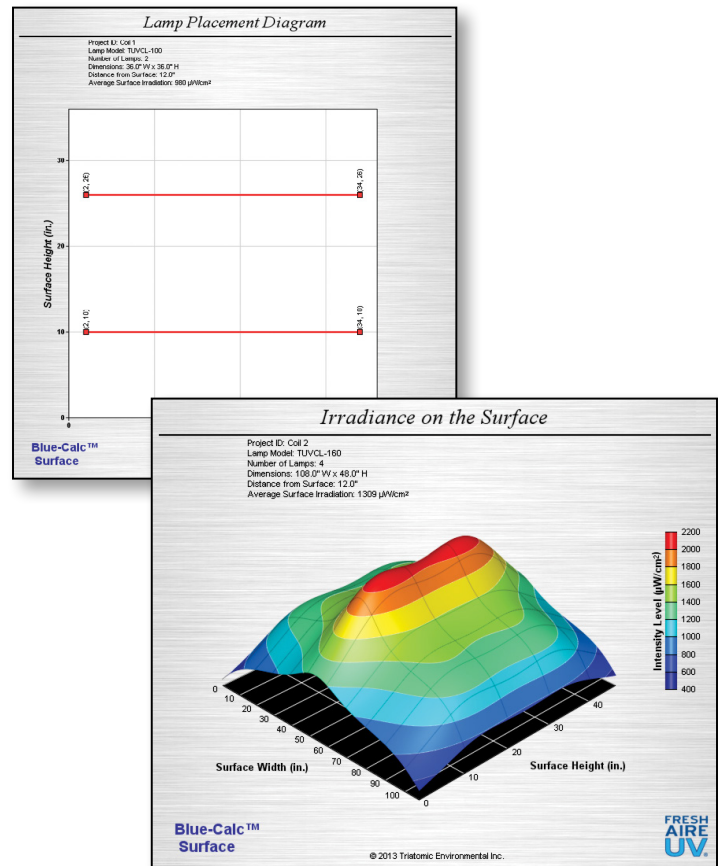 Lamp Placement Diagram
Project ID: Coil 1
Lamp Model: TUVCL-100
Number of Lamps: 2
Dimensions: 36.0" W x 36.0" H
Distance from Surface: 12.0"
Average Surface Irradiation: 980 µW/cm²
Surface Height (in.)
30
20
10
0
0
(2, 26)
(34, 26)
(2, 10)
(34, 10)
Blue-Calc™
Surface
Irradiance on the Surface
Project ID: Coil 2
Lamp Model: TUVCL-160
Number of Lamps: 4
Dimensions: 108.0" W x 48.0" H
Distance from Surface: 12.0"
Average Surface Irradiation: 1309 µW/cm²
Intensity Level (µW/cm²)
2200
2000
1800
1600
1400
1200
1000
800
600
400
0
10
20
30
40
50
60
70
80
90
100
Surface Width (in.)
0
10
20
30
40
Surface Height (in.)
Blue-Calc™
Surface
© 2013 Triatomic Environmental Inc.
FRESH
AIRE
UV®